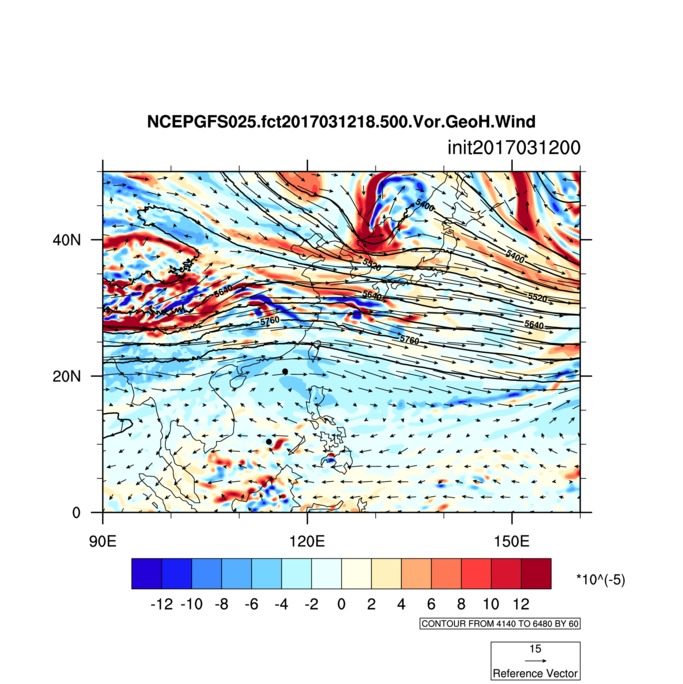 NCEPGFS025.fct2017031218.500.Vor.GeoH.Wind
init2017031200
5400
40N
5520
5400
5640
5640
5520
5760
5640
5760
20N
0
90E 120E 150E
-12 -10 -8 -6 -4 -2 0 2 4 6 8 10 12 *10^(-5)
CONTOUR FROM 4140 TO 6480 BY 60
15
Reference Vector